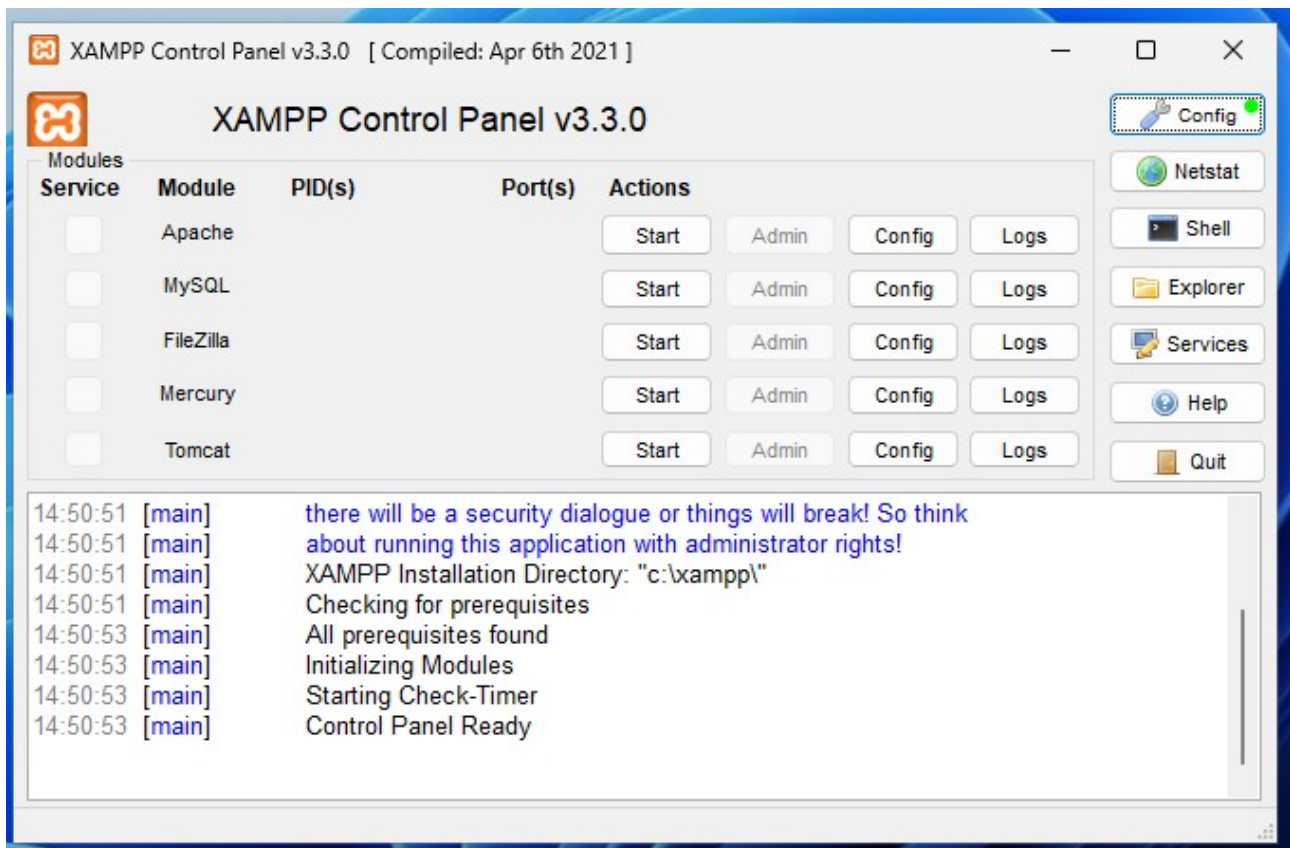 XAMPP Control Panel v3.3.0 [ Compiled: Apr 6th 2021 ]
XAMPP Control Panel v3.3.0
Config
Modules
Service Module PID(s) Port(s) Actions
Netstat
Apache Start Admin Config Logs
Shell
MySQL Start Admin Config Logs
Explorer
FileZilla Start Admin Config Logs
Services
Mercury Start Admin Config Logs
Help
Tomcat Start Admin Config Logs
Quit
14:50:51 [main] there will be a security dialogue or things will break! So think
14:50:51 [main] about running this application with administrator rights!
14:50:51 [main] XAMPP Installation Directory: "c:\xampp\"
14:50:51 [main] Checking for prerequisites
14:50:53 [main] All prerequisites found
14:50:53 [main] Initializing Modules
14:50:53 [main] Starting Check-Timer
14:50:53 [main] Control Panel Ready